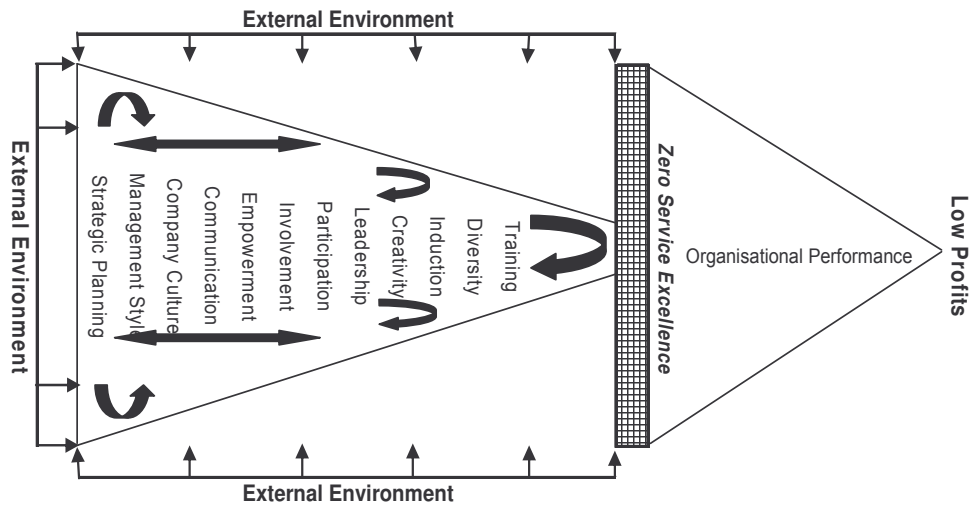 External Environment
External Environment
Strategic Planning
Management Style
Company Culture
Communication
Empowerment
Involvement
Participation
Leadership
Creativity
Induction
Diversity
Training
Zero Service Excellence
Organisational Performance
Low Profits
External Environment